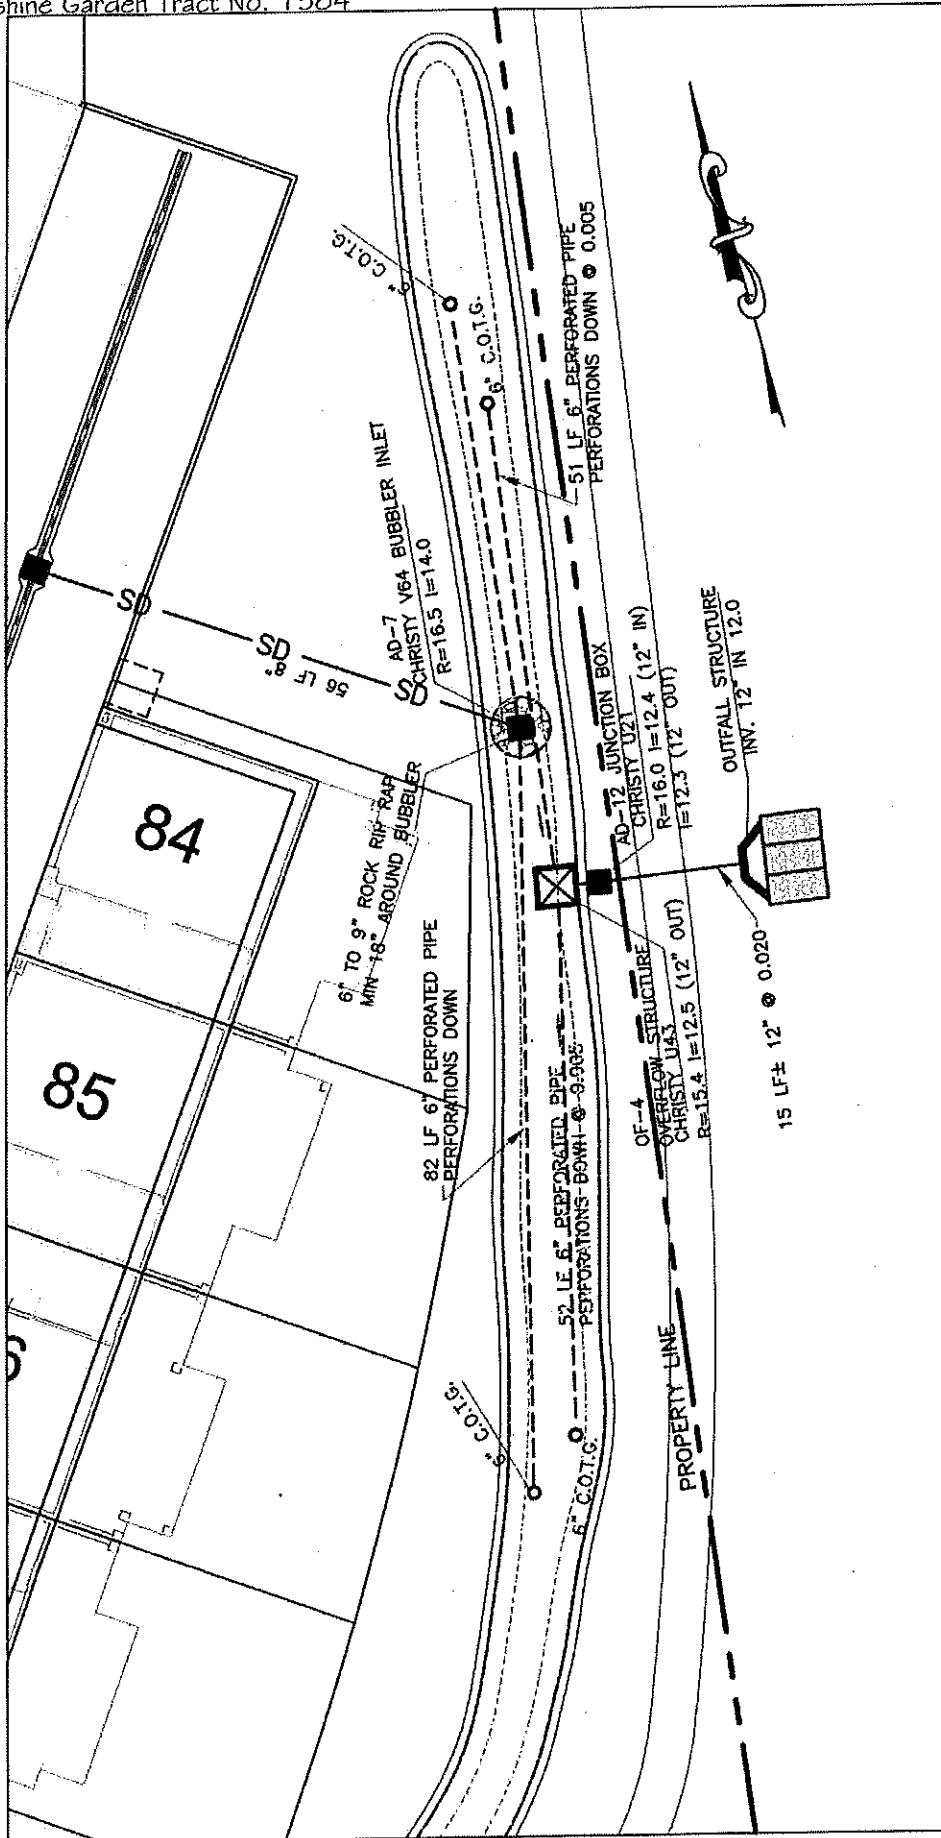 shine Garden Tract No. 7584
6" C.O.T.G.
6" C.O.T.G.
51 LF 6" PERFORATED PIPE
PERFORATIONS DOWN @ 0.005
AD-7
CHRISTY V64 BUBBLER INLET
R=16.5 I=14.0
SD
SD
SD
56 LF 8"
84
85
6
6" TO 9" ROCK RIP RAP
MIN 18" AROUND BUBBLER
82 LF 6" PERFORATED PIPE
PERFORATIONS DOWN
AD-12 JUNCTION BOX
CHRISTY U21
R=16.0 I=12.4 (12" IN)
I=12.3 (12" OUT)
OUTFALL STRUCTURE
INV. 12" IN 12.0
15 LF± 12" @ 0.020
OF-4
OVERFLOW STRUCTURE
CHRISTY U43
R=15.4 I=12.5 (12" OUT)
52 LF 6" PERFORATED PIPE
PERFORATIONS DOWN @ 0.005
6" C.O.T.G.
6" C.O.T.G.
PROPERTY LINE